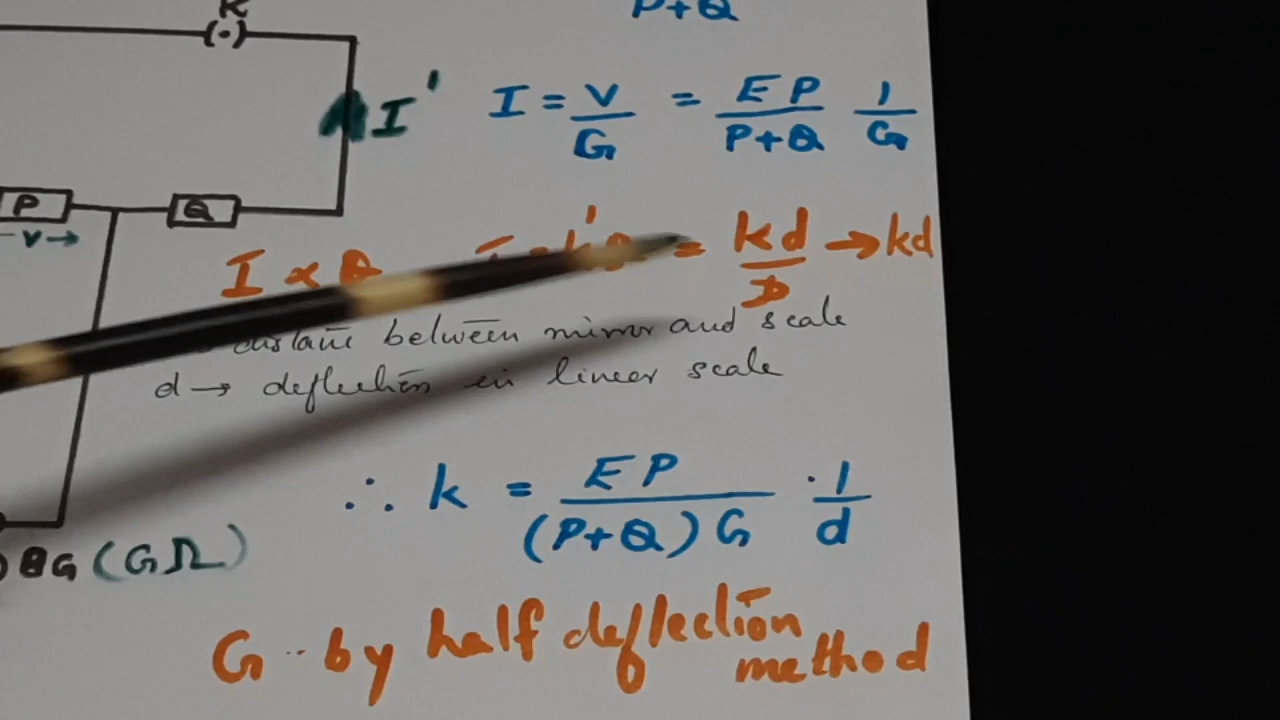 K
P+Q
I'
I = V/G = EP/P+Q 1/G
P
Q
V→
I ∝ θ = kd/D → kd
between mirror and scale
d → deflection in linear scale
∴ k = EP/(P+Q)G · 1/d
BG (GΩ)
G by half deflection
method